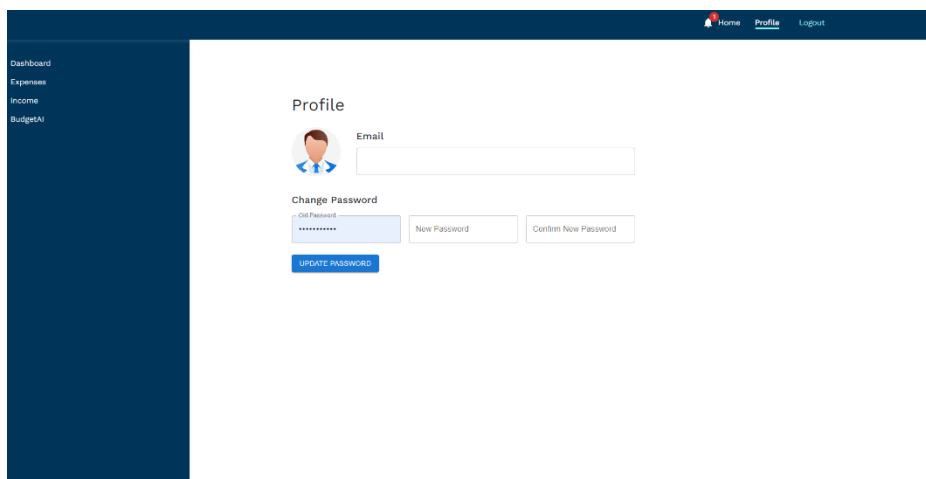 3
Home Profile Logout
Dashboard
Expenses
Income
BudgetAI
Profile
Email
Change Password
Old Password
•••••••••••
New Password
Confirm New Password
UPDATE PASSWORD